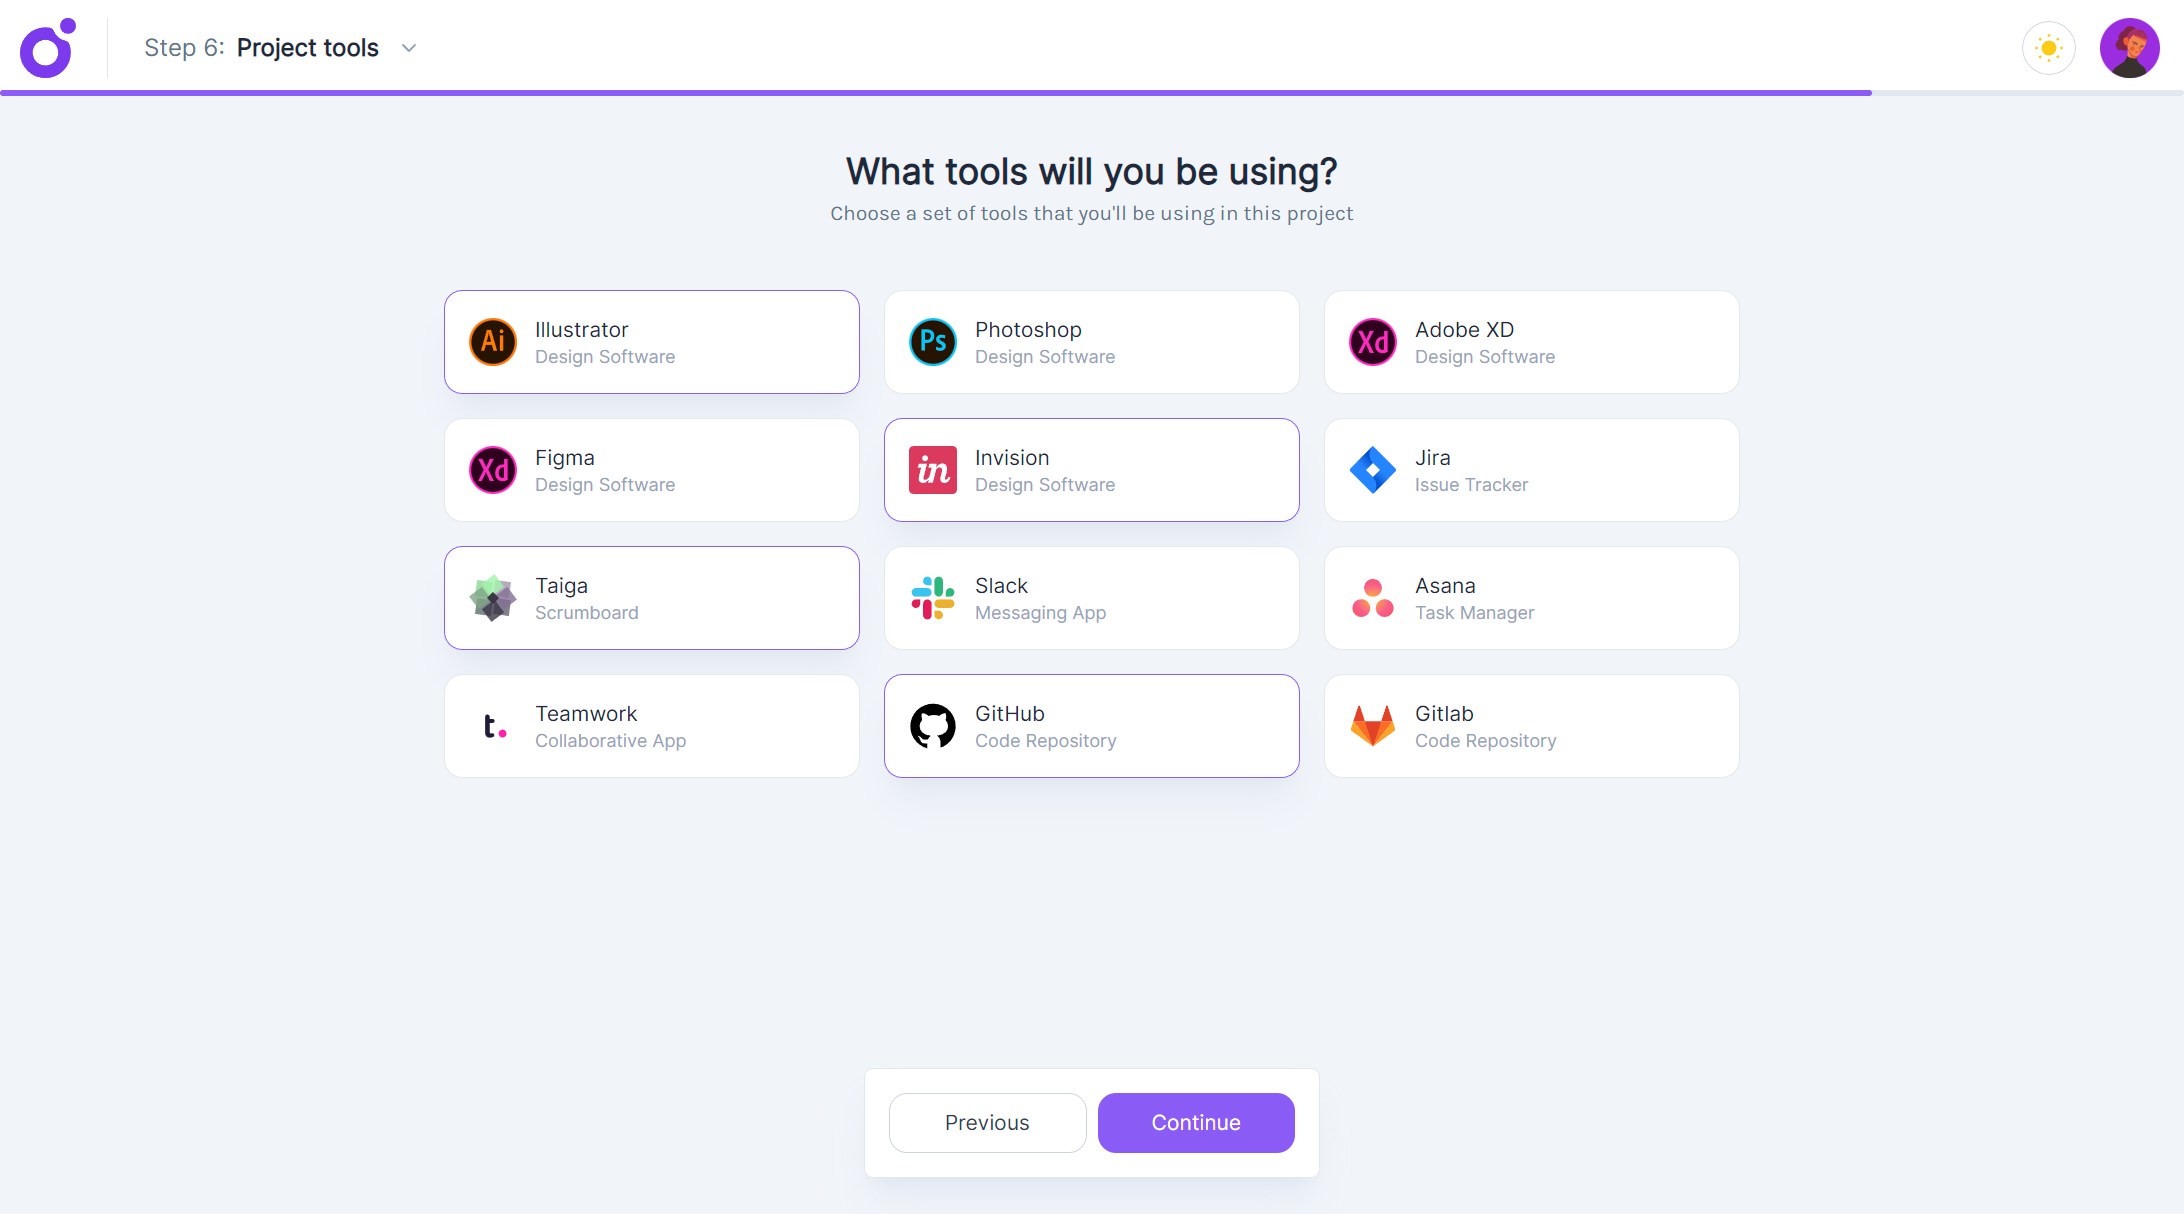 Step 6: Project tools
What tools will you be using?
Choose a set of tools that you'll be using in this project
Ai
Illustrator
Design Software
Ps
Photoshop
Design Software
Xd
Adobe XD
Design Software
Xd
Figma
Design Software
in
Invision
Design Software
Jira
Issue Tracker
Taiga
Scrumboard
Slack
Messaging App
Asana
Task Manager
t.
Teamwork
Collaborative App
GitHub
Code Repository
Gitlab
Code Repository
Previous
Continue